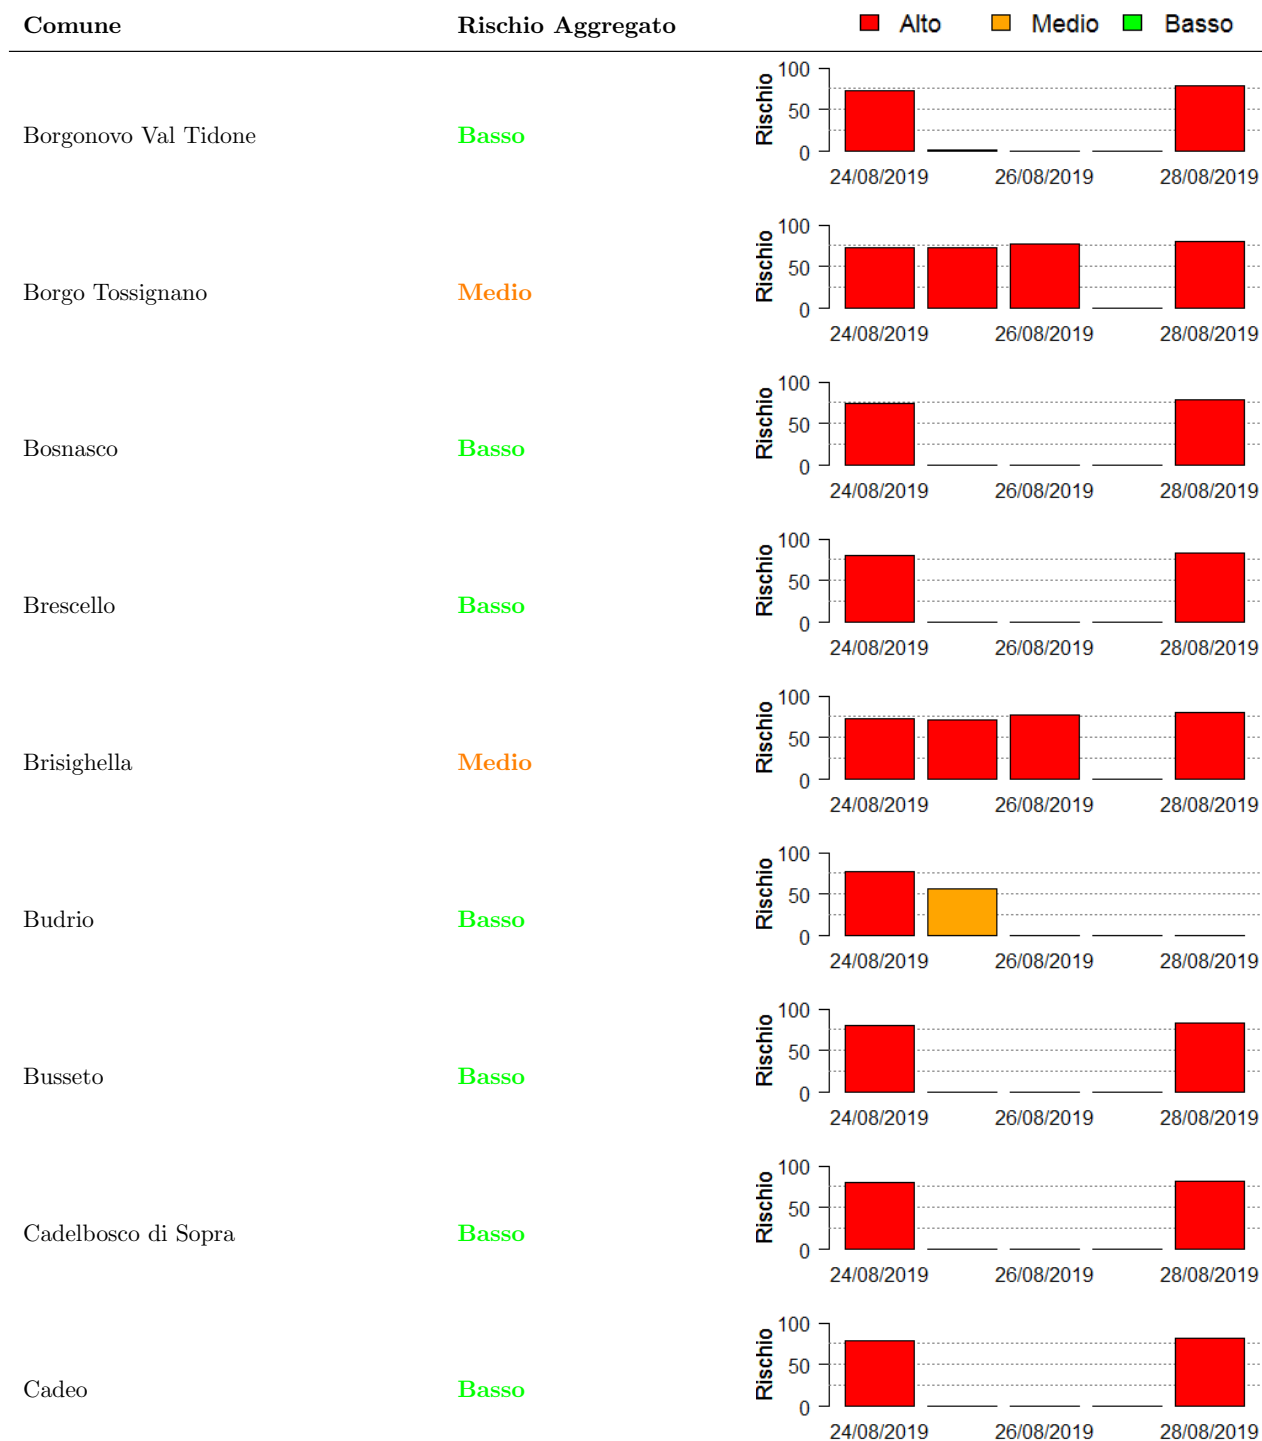 Comune Rischio Aggregato Alto Medio Basso
100
50
0
Rischio
Borgonovo Val Tidone Basso
24/08/2019 26/08/2019 28/08/2019
100
50
0
Rischio
Borgo Tossignano Medio
24/08/2019 26/08/2019 28/08/2019
100
50
0
Rischio
Bosnasco Basso
24/08/2019 26/08/2019 28/08/2019
100
50
0
Rischio
Brescello Basso
24/08/2019 26/08/2019 28/08/2019
100
50
0
Rischio
Brisighella Medio
24/08/2019 26/08/2019 28/08/2019
100
50
0
Rischio
Budrio Basso
24/08/2019 26/08/2019 28/08/2019
100
50
0
Rischio
Busseto Basso
24/08/2019 26/08/2019 28/08/2019
100
50
0
Rischio
Cadelbosco di Sopra Basso
24/08/2019 26/08/2019 28/08/2019
100
50
0
Rischio
Cadeo Basso
24/08/2019 26/08/2019 28/08/2019